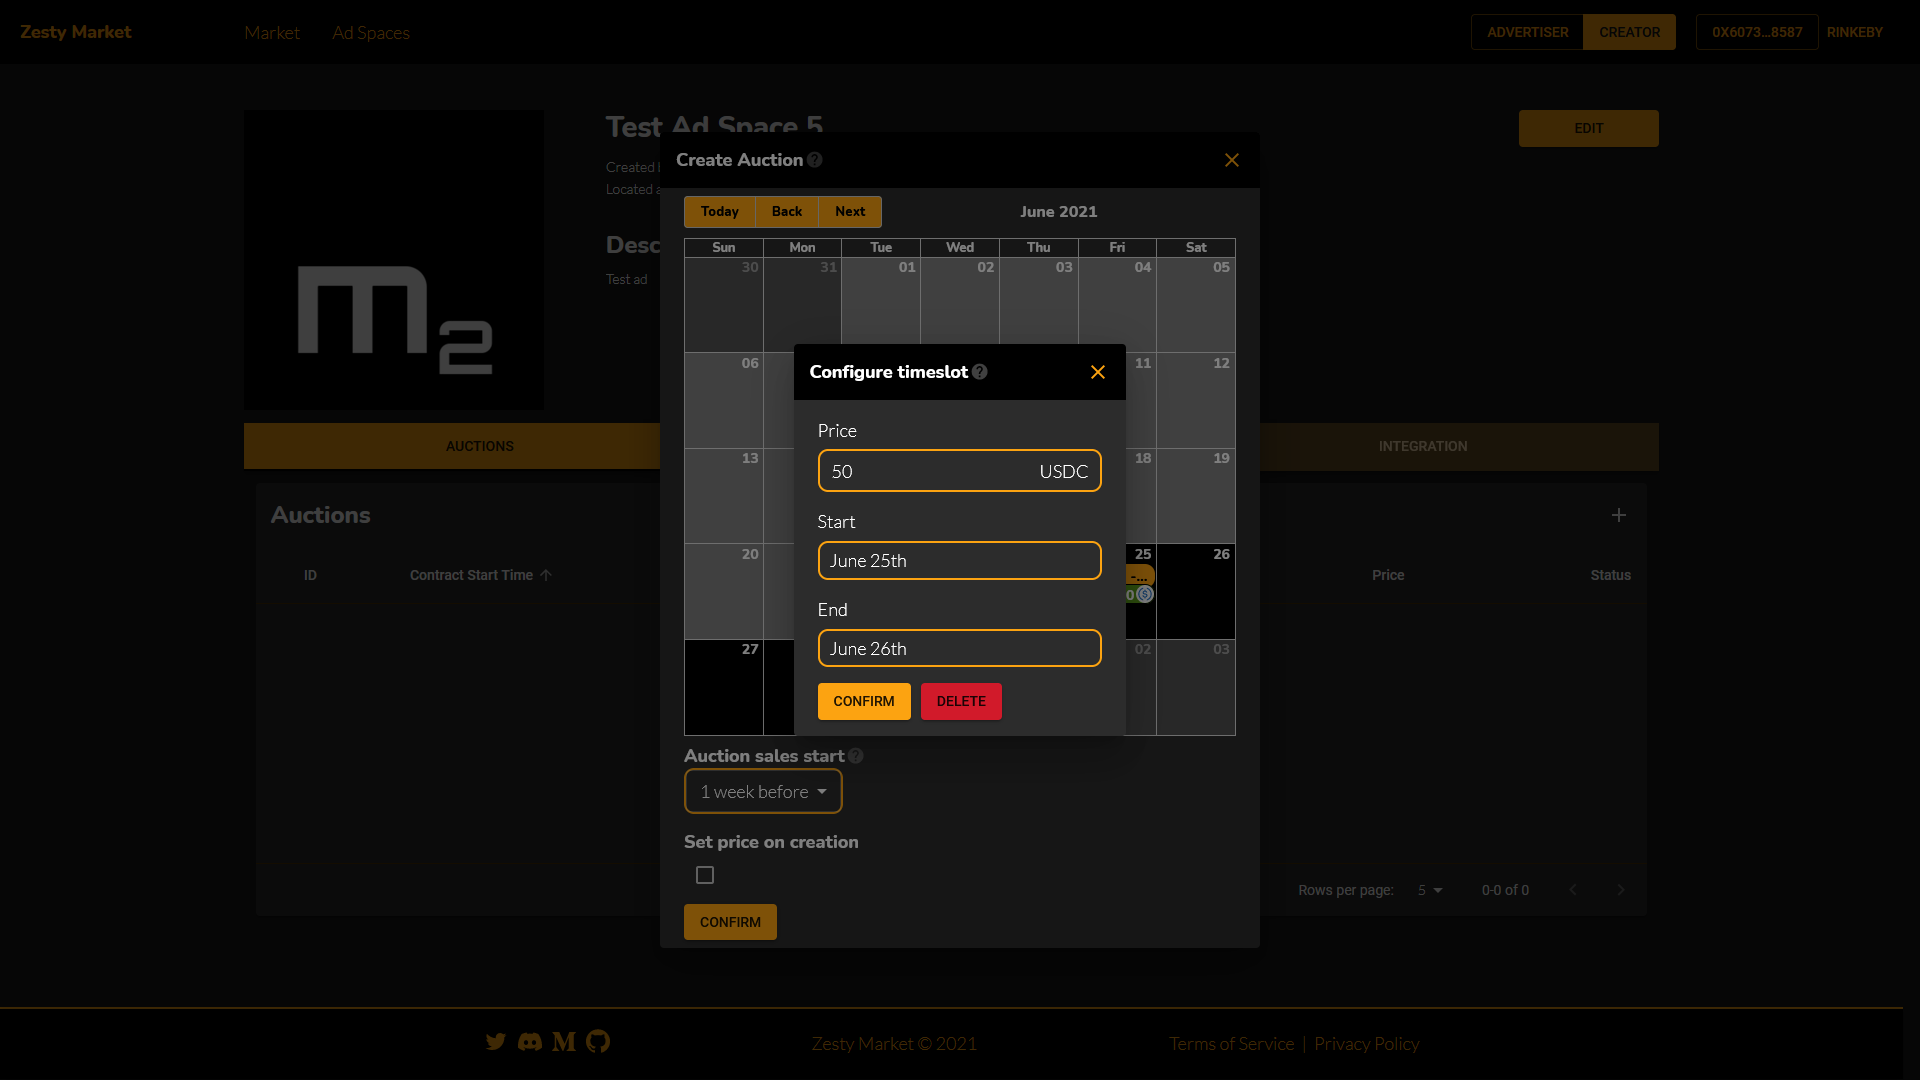 Zesty Market
Market
Ad Spaces
ADVERTISER
CREATOR
0X6073...8587
RINKEBY
Test Ad Space 5
EDIT
Created
Located
Desc
Test ad
m2
Create Auction
Today Back Next
June 2021
Sun Mon Tue Wed Thu Fri Sat
30 31 01 02 03 04 05
06 11 12
13 18 19
20 25 26
-...
0
27 02 03
Configure timeslot
Price
50 USDC
Start
June 25th
End
June 26th
CONFIRM
DELETE
Auction sales start
1 week before
Set price on creation
CONFIRM
AUCTIONS
INTEGRATION
Auctions
ID
Contract Start Time
Price
Status
Rows per page: 5
0-0 of 0
Zesty Market © 2021
Terms of Service | Privacy Policy